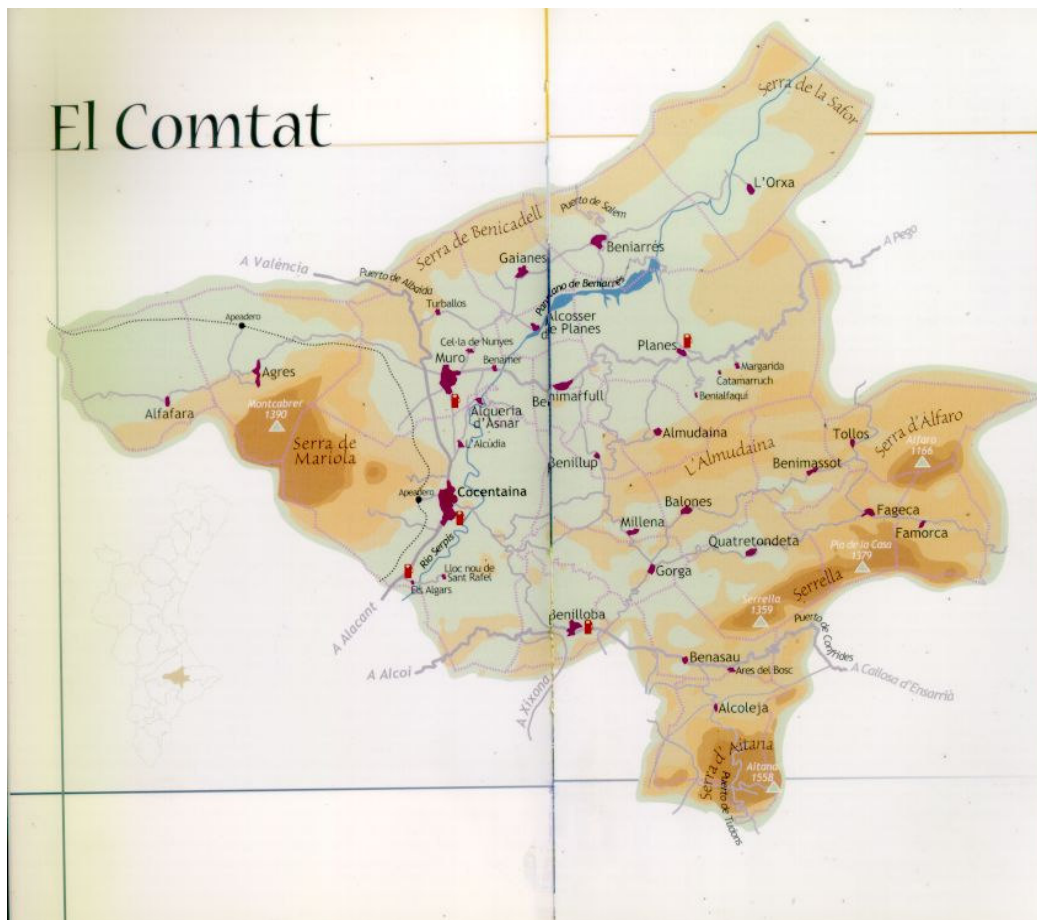 El Comtat
Serra de la Safor
L'Orxa
Puerto de Salem
Serra de Benicadell
Beniarrés
A Pego
Gaianes
A València
Puerto de Albaida
Pantano de Beniarrés
Turballos
Apeadero
Alcosser
de Planes
Cel·la de Nunyes
Planes
Muro
Benamer
Margarida
Agres
Catamarruch
Benimarfull
Benialfaquí
Alfafara
Montcabrer
1390
Alqueria
d'Asnar
Serra d'Alfaro
Almudaina
Tollos
L'Alcúdia
Serra de
Mariola
L'Almudaina
Alfaro
1166
Benillup
Benimassot
Apeadero
Cocentaina
Balones
Fageca
Millena
Famorca
Quatretondeta
Pla de la Casa
1379
Río Serpis
Lloc nou de
Sant Rafel
Gorga
Els Algars
Serrella
Serrella
1359
A Alacant
Benilloba
Puerto de Confrides
Benasau
A Alcoi
Ares del Bosc
A Callosa d'Ensarrià
A Xixona
Alcoleja
Serra d'Aitana
Aitana
1558
Puerto de Tudons